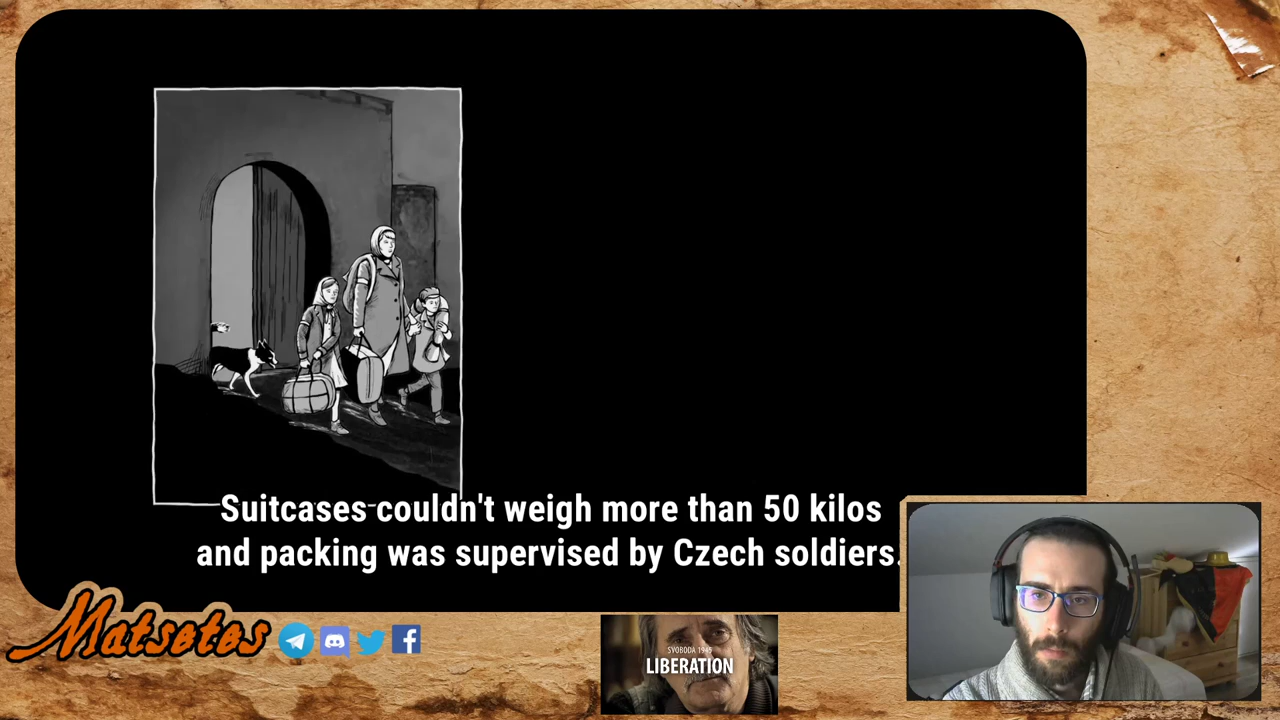 Suitcases couldn't weigh more than 50 kilos
and packing was supervised by Czech soldiers.
Matsetes
SVOBODA 1945
LIBERATION